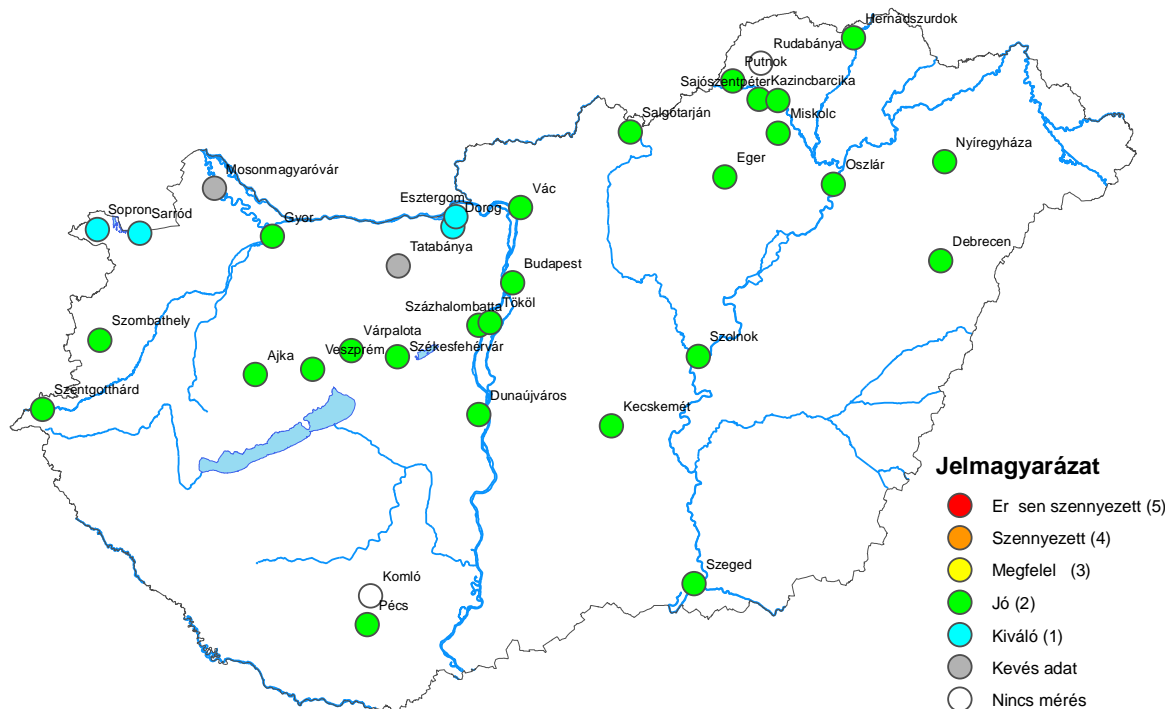 Hernádszurdok
Rudabánya
Putnok
Sajószentpéter
Kazincbarcika
Salgótarján
Miskolc
Nyíregyháza
Eger
Oszlár
Mosonmagyaróvár
Vác
Esztergom
Dorog
Sopron
Sarród
Gyor
Tatabánya
Debrecen
Budapest
Tököl
Százhalombatta
Szombathely
Várpalota
Székesfehérvár
Szolnok
Ajka
Veszprém
Szentgotthárd
Dunaújváros
Kecskemét
Szeged
Komló
Pécs
Jelmagyarázat
Er sen szennyezett (5)
Szennyezett (4)
Megfelel (3)
Jó (2)
Kiváló (1)
Kevés adat
Nincs mérés